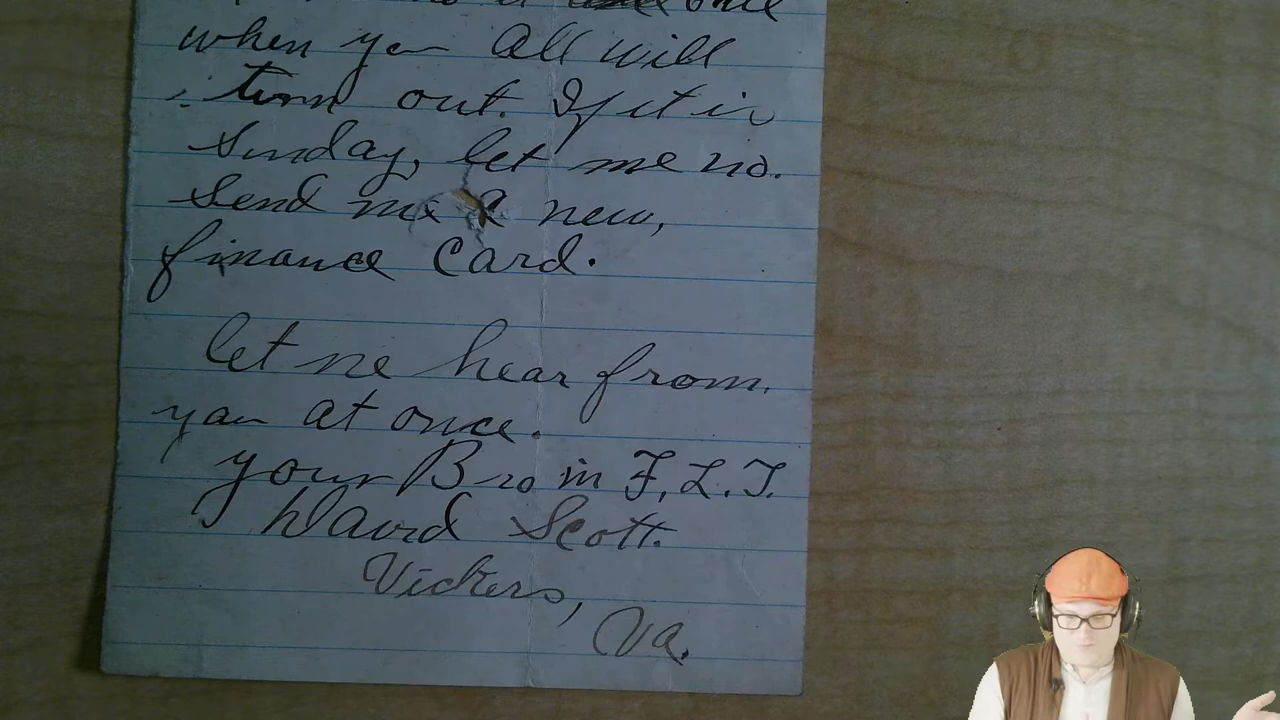 when you all will
turn out. If it is
Sunday, let me no.
Send me a new,
finance Card.
let me hear from.
you at once.
your Bro in F. L. T.
David Scott.
Vickers,
Va.